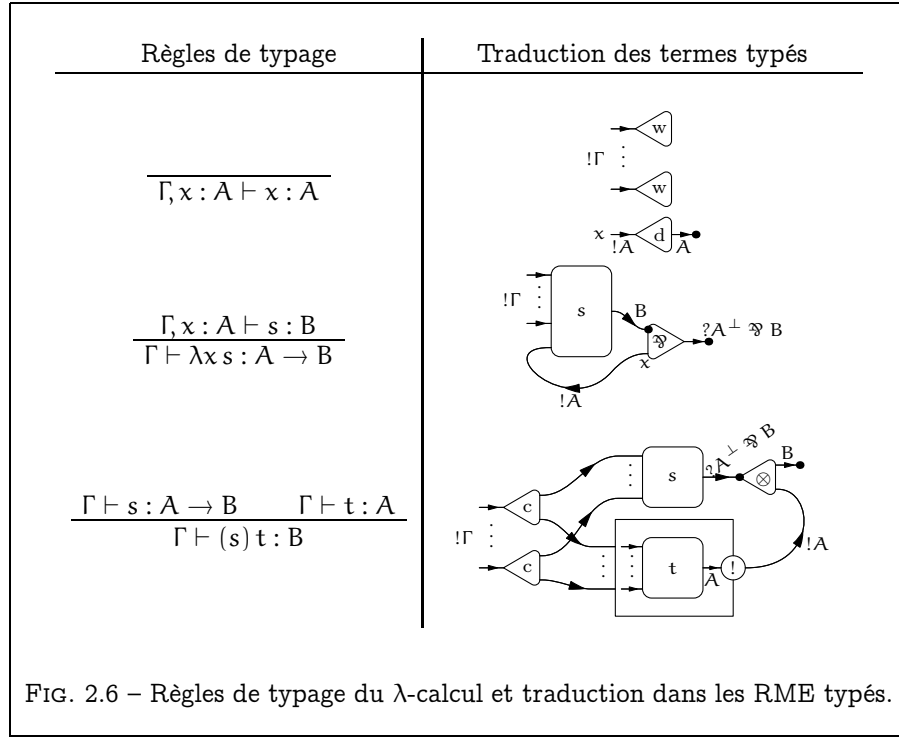 Règles de typage Traduction des termes typés
w
!Γ ⋮
w
Γ, x : A ⊢ x : A
x !A d A
!Γ ⋮ s B ?A⊥ ⅋ B
⅋
x
!A
Γ, x : A ⊢ s : B
Γ ⊢ λx s : A → B
?A⊥ ⅋ B
B
⋮ s ⊗
c
Γ ⊢ s : A → B Γ ⊢ t : A
Γ ⊢ (s) t : B
!Γ ⋮
!A
c
⋮ ⋮ t A !
FIG. 2.6 – Règles de typage du λ-calcul et traduction dans les RME typés.